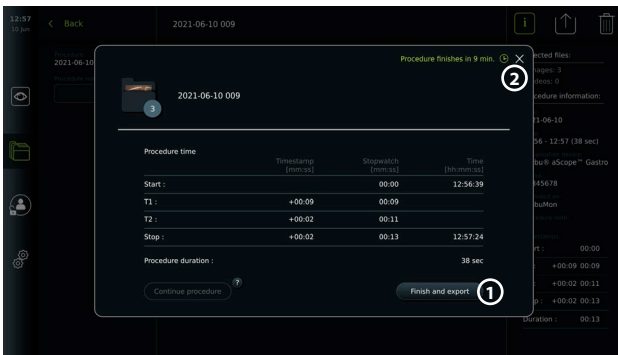 12:57
10 Jun
Back
2021-06-10 009
i
Procedure
2021-06-10
Procedure finishes in 9 min.
2
3
2021-06-10 009
Procedure time
Timestamp [mm:ss] Stopwatch [mm:ss] Time [hh:mm:ss]
Start : 00:00 12:56:39
T1 : +00:09 00:09
T2 : +00:02 00:11
Stop : +00:02 00:13 12:57:24
Procedure duration : 38 sec
Continue procedure ?
Finish and export 1
ected files:
mages: 3
deos: 0
cedure information:
21-06-10
56 - 12:57 (38 sec)
bu® aScope™ Gastro
345678
buMon
rt : 00:00
: +00:09 00:09
: +00:02 00:11
p : +00:02 00:13
Duration : 00:13